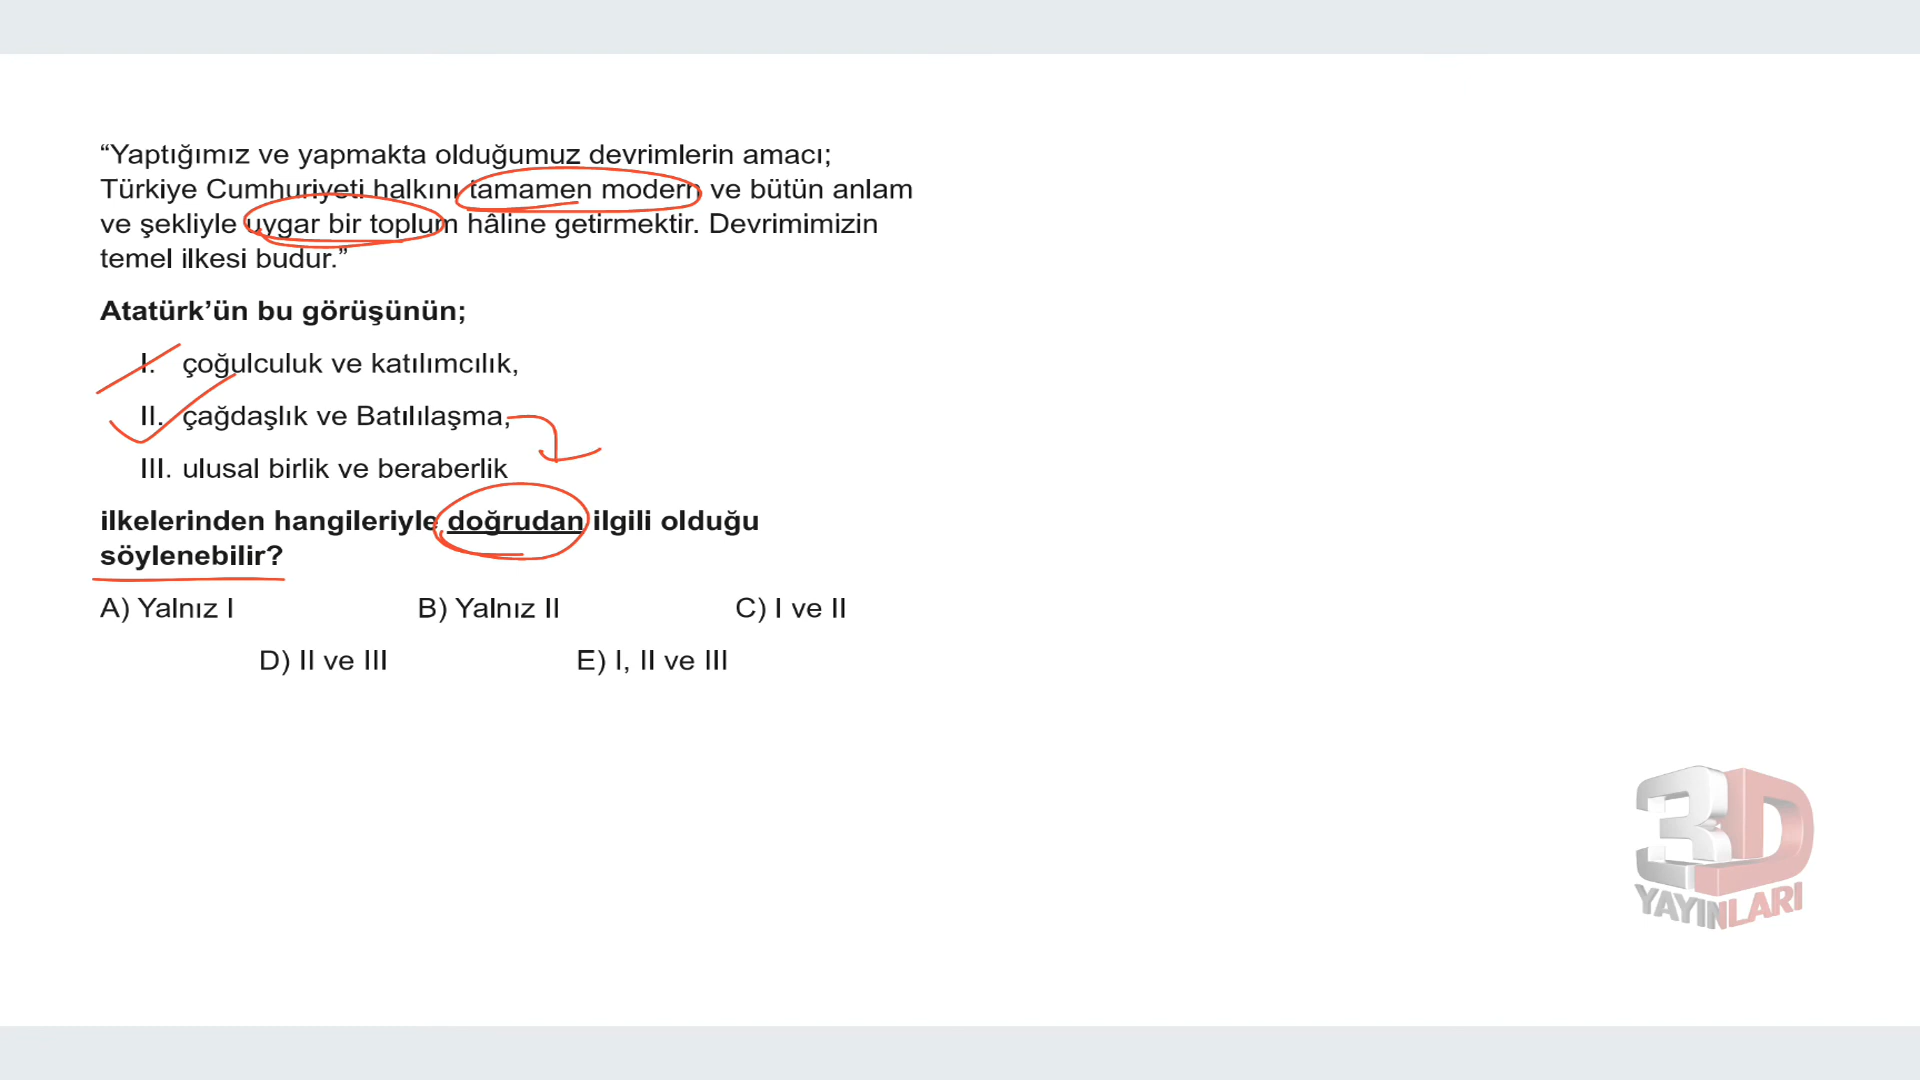 “Yaptığımız ve yapmakta olduğumuz devrimlerin amacı;
Türkiye Cumhuriyeti halkını tamamen modern ve bütün anlam
ve şekliyle uygar bir toplum hâline getirmektir. Devrimimizin
temel ilkesi budur.”
Atatürk’ün bu görüşünün;
I. çoğulculuk ve katılımcılık,
II. çağdaşlık ve Batılılaşma,
III. ulusal birlik ve beraberlik
ilkelerinden hangileriyle doğrudan ilgili olduğu
söylenebilir?
A) Yalnız I B) Yalnız II C) I ve II
D) II ve III E) I, II ve III
3D
YAYINLARI